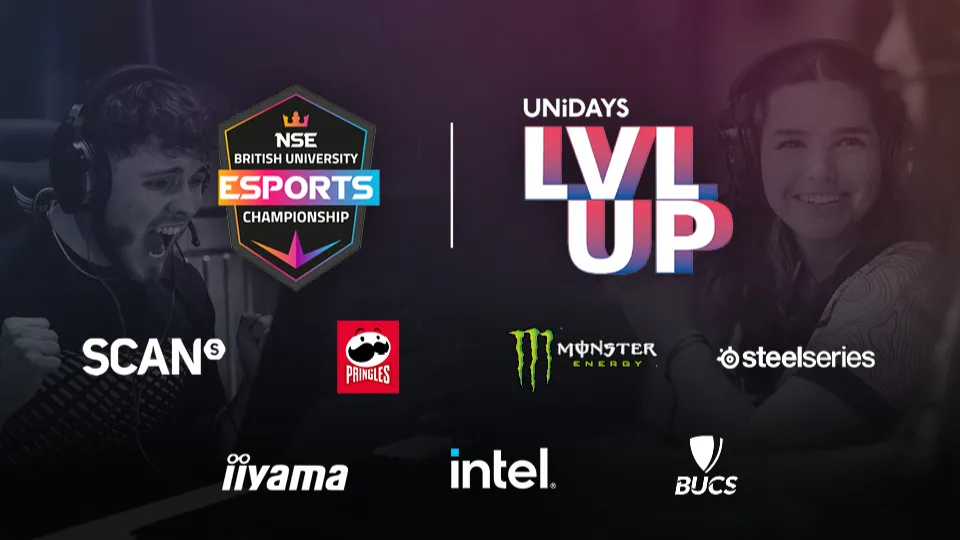 NSE
BRITISH UNIVERSITY
ESPORTS
CHAMPIONSHIP
UNiDAYS
LVL
UP
SCAN S
PRINGLES
MONSTER
ENERGY
steelseries
iiyama
intel.
BUCS